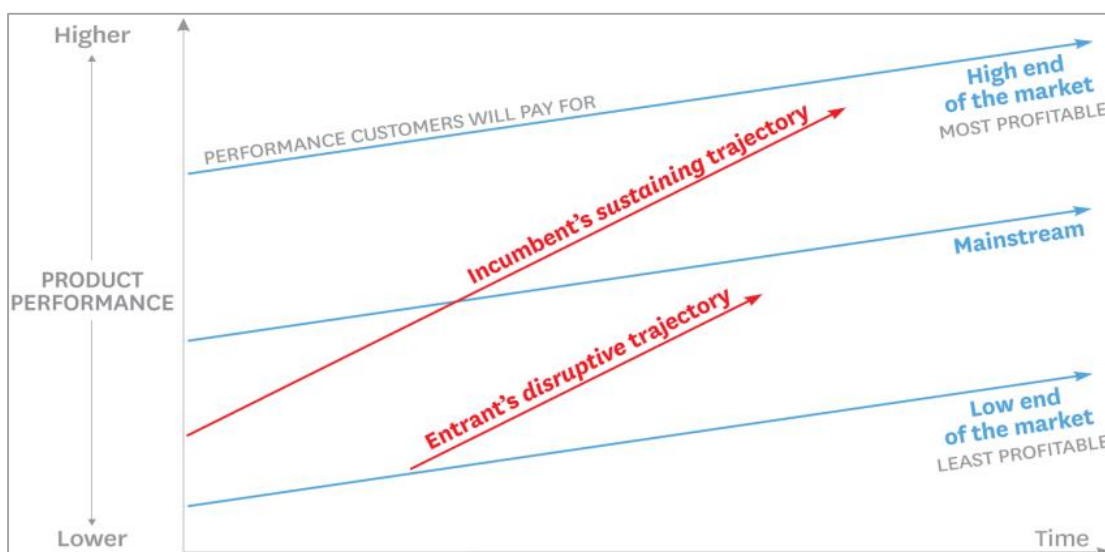 Higher
PERFORMANCE CUSTOMERS WILL PAY FOR
High end
of the market
MOST PROFITABLE
Incumbent's sustaining trajectory
Mainstream
PRODUCT
PERFORMANCE
Entrant's disruptive trajectory
Low end
of the market
LEAST PROFITABLE
Lower
Time